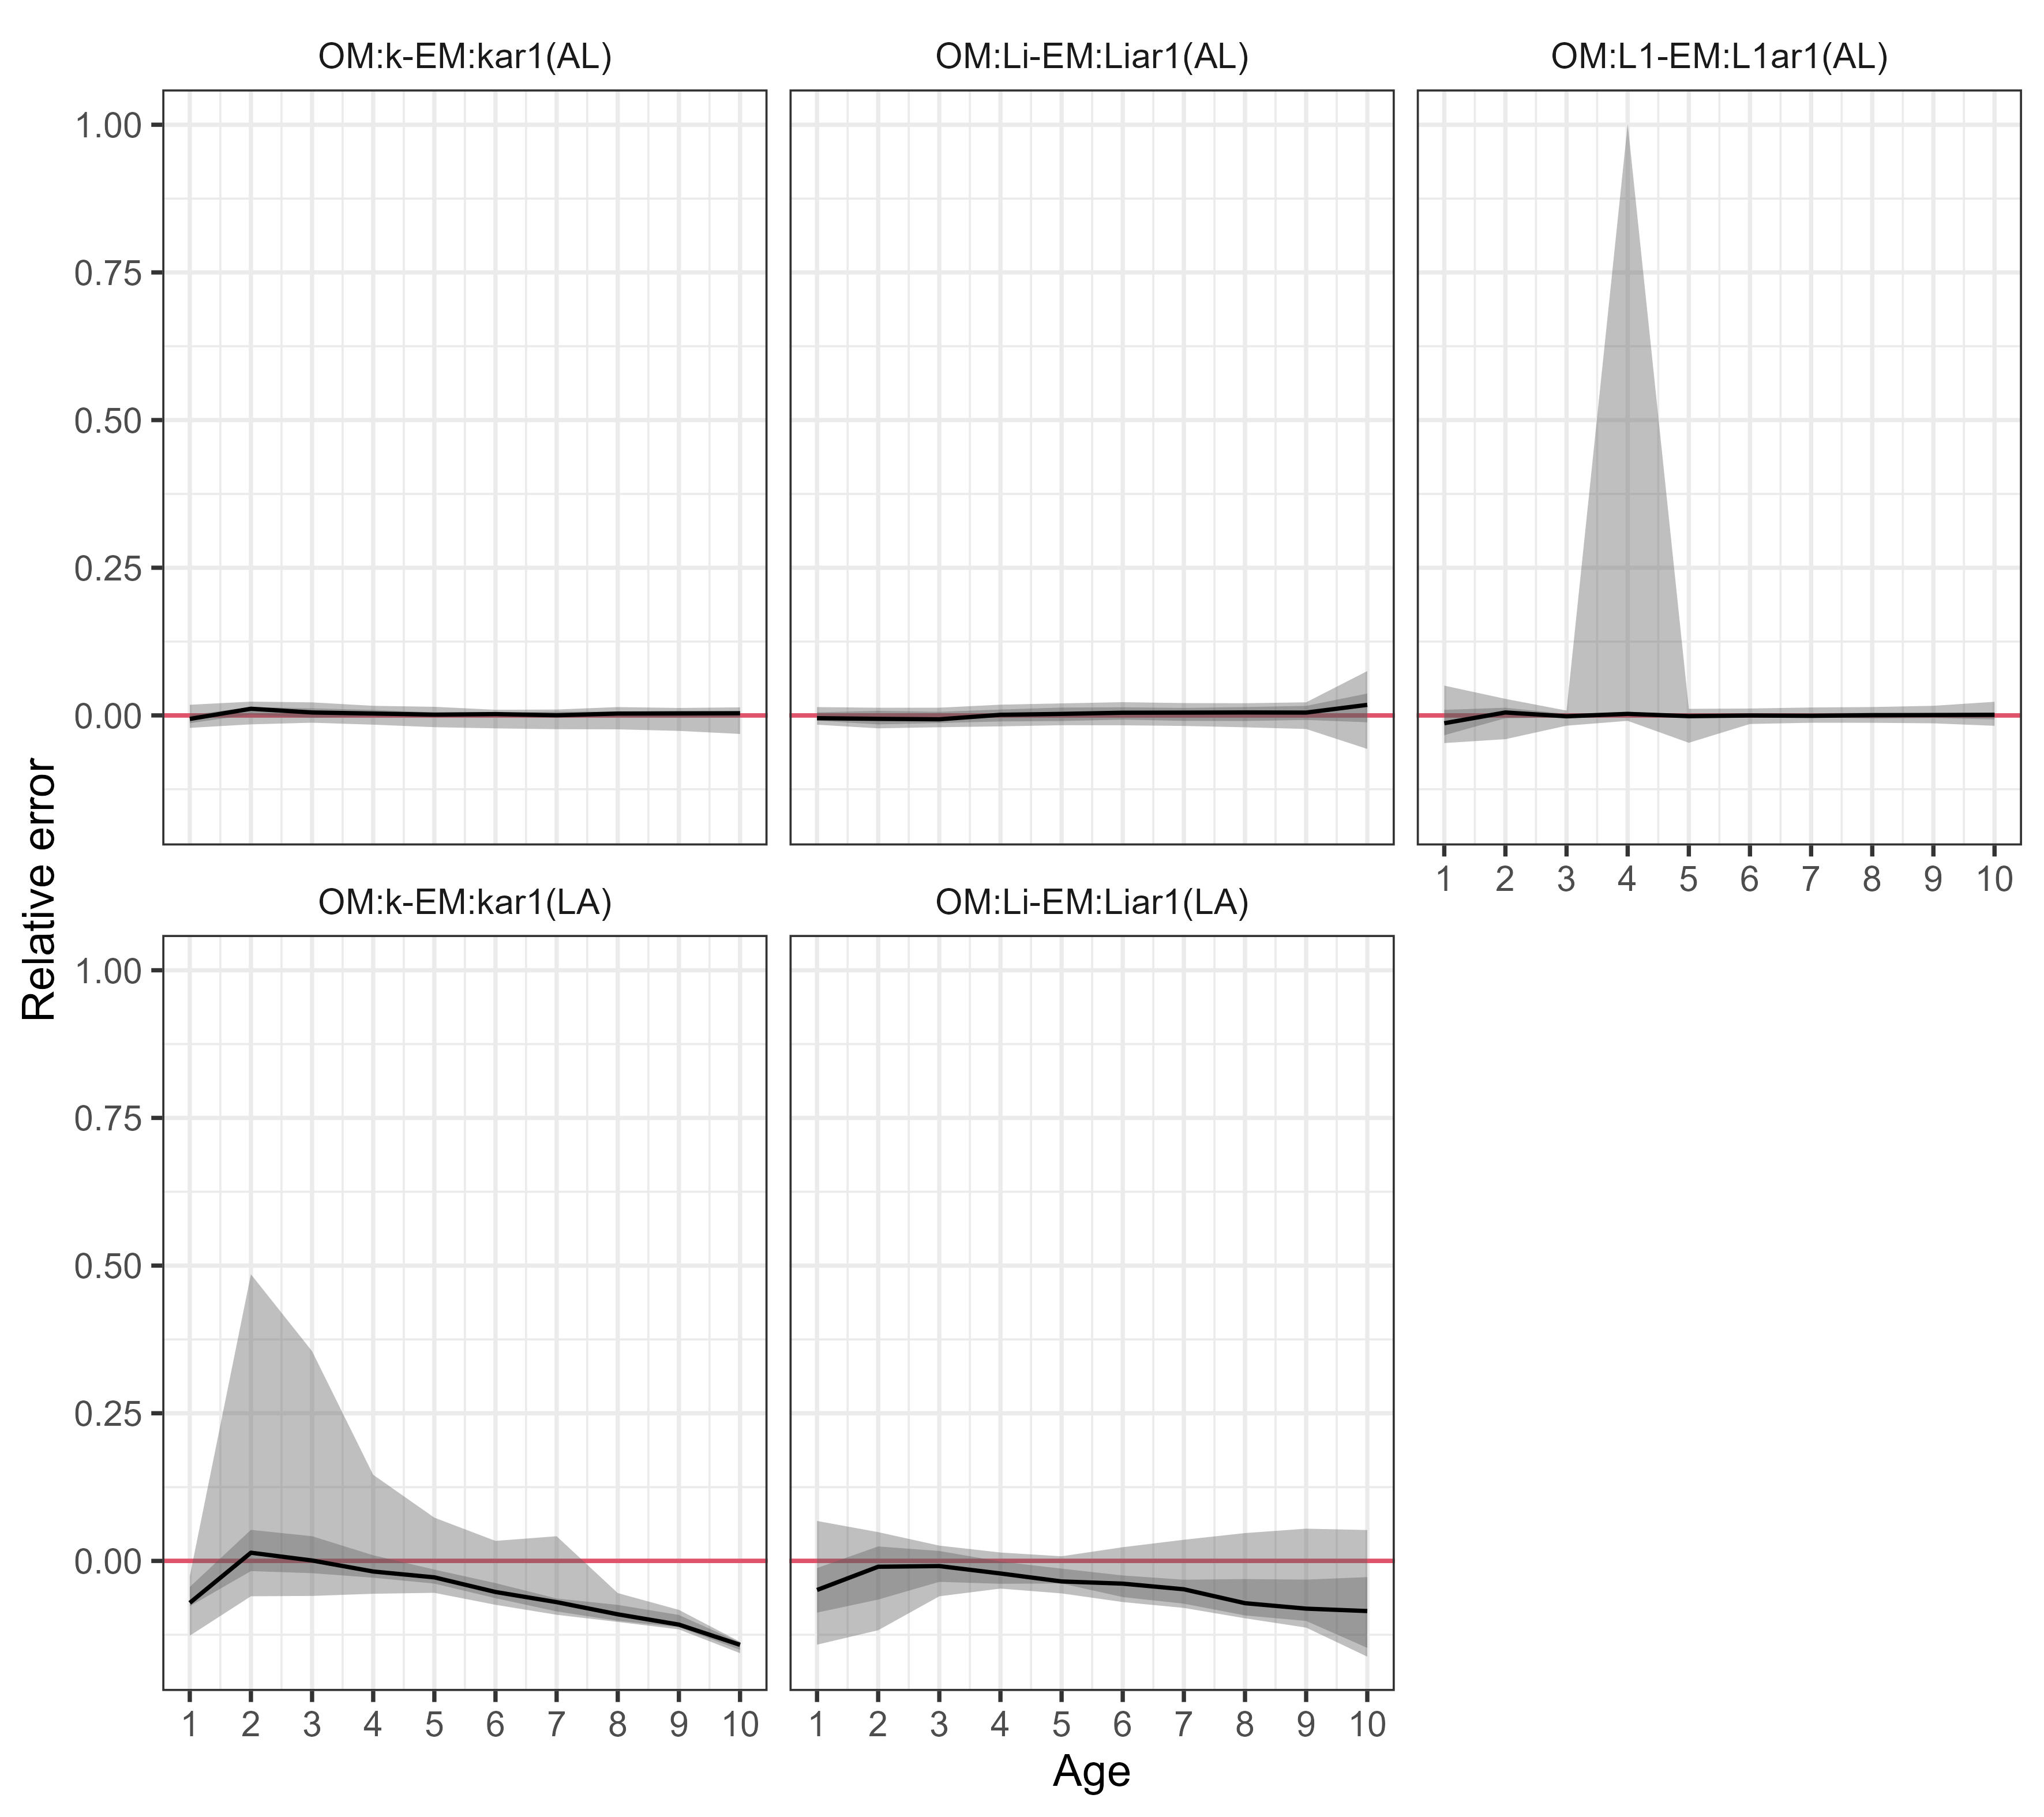 OM:k-EM:kar1(AL) OM:Li-EM:Liar1(AL) OM:L1-EM:L1ar1(AL)
1.00
0.75
0.50
0.25
0.00
1 2 3 4 5 6 7 8 9 10
Relative error
OM:k-EM:kar1(LA) OM:Li-EM:Liar1(LA)
1.00
0.75
0.50
0.25
0.00
1 2 3 4 5 6 7 8 9 10 1 2 3 4 5 6 7 8 9 10
Age